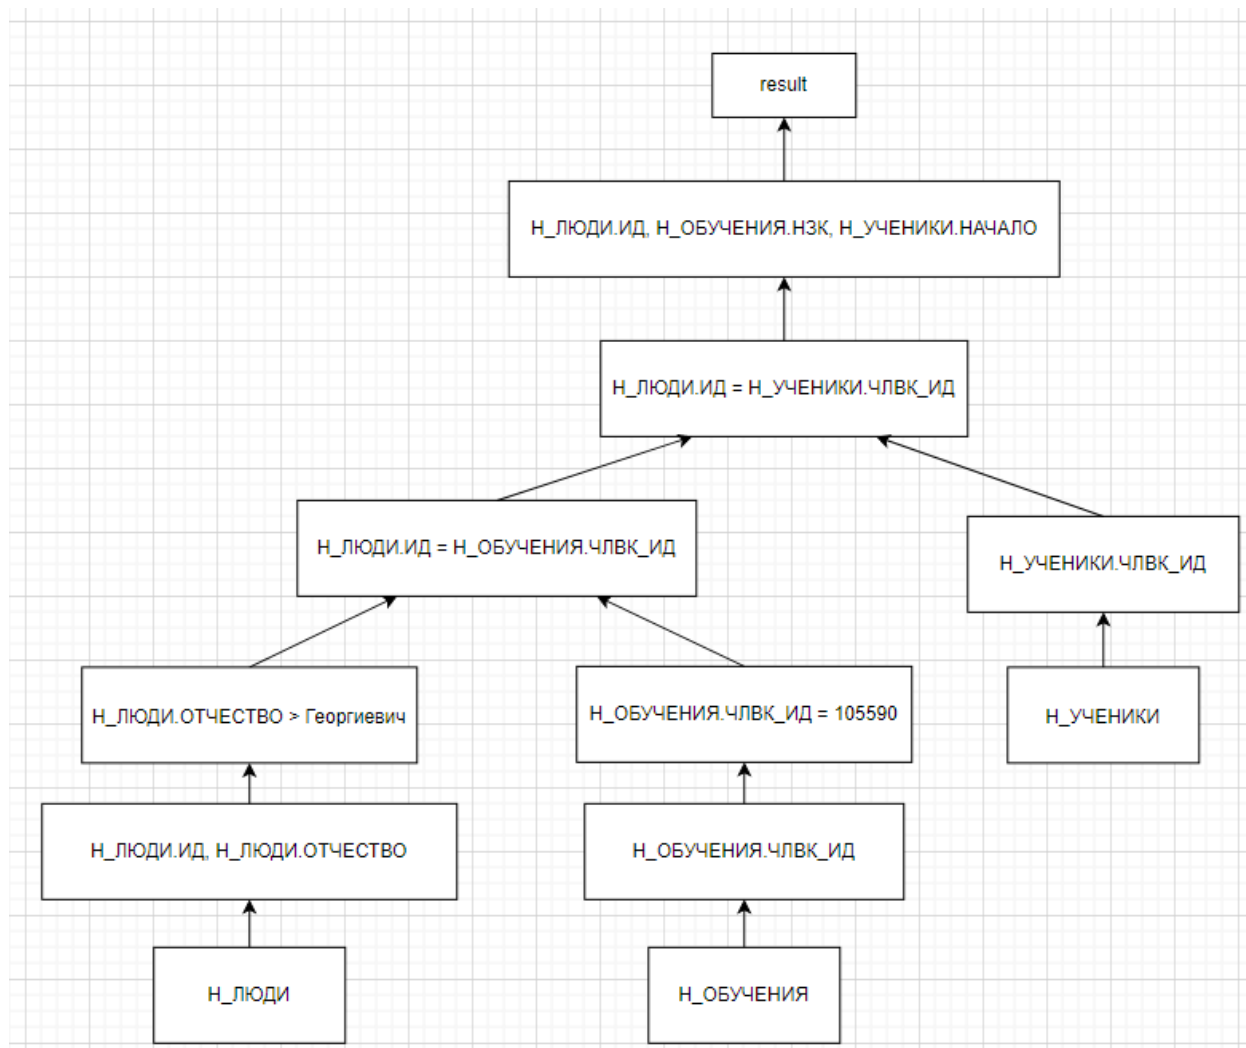 result
Н_ЛЮДИ.ИД, Н_ОБУЧЕНИЯ.НЗК, Н_УЧЕНИКИ.НАЧАЛО
Н_ЛЮДИ.ИД = Н_УЧЕНИКИ.ЧЛВК_ИД
Н_ЛЮДИ.ИД = Н_ОБУЧЕНИЯ.ЧЛВК_ИД
Н_УЧЕНИКИ.ЧЛВК_ИД
Н_ЛЮДИ.ОТЧЕСТВО > Георгиевич
Н_ОБУЧЕНИЯ.ЧЛВК_ИД = 105590
Н_УЧЕНИКИ
Н_ЛЮДИ.ИД, Н_ЛЮДИ.ОТЧЕСТВО
Н_ОБУЧЕНИЯ.ЧЛВК_ИД
Н_ЛЮДИ
Н_ОБУЧЕНИЯ